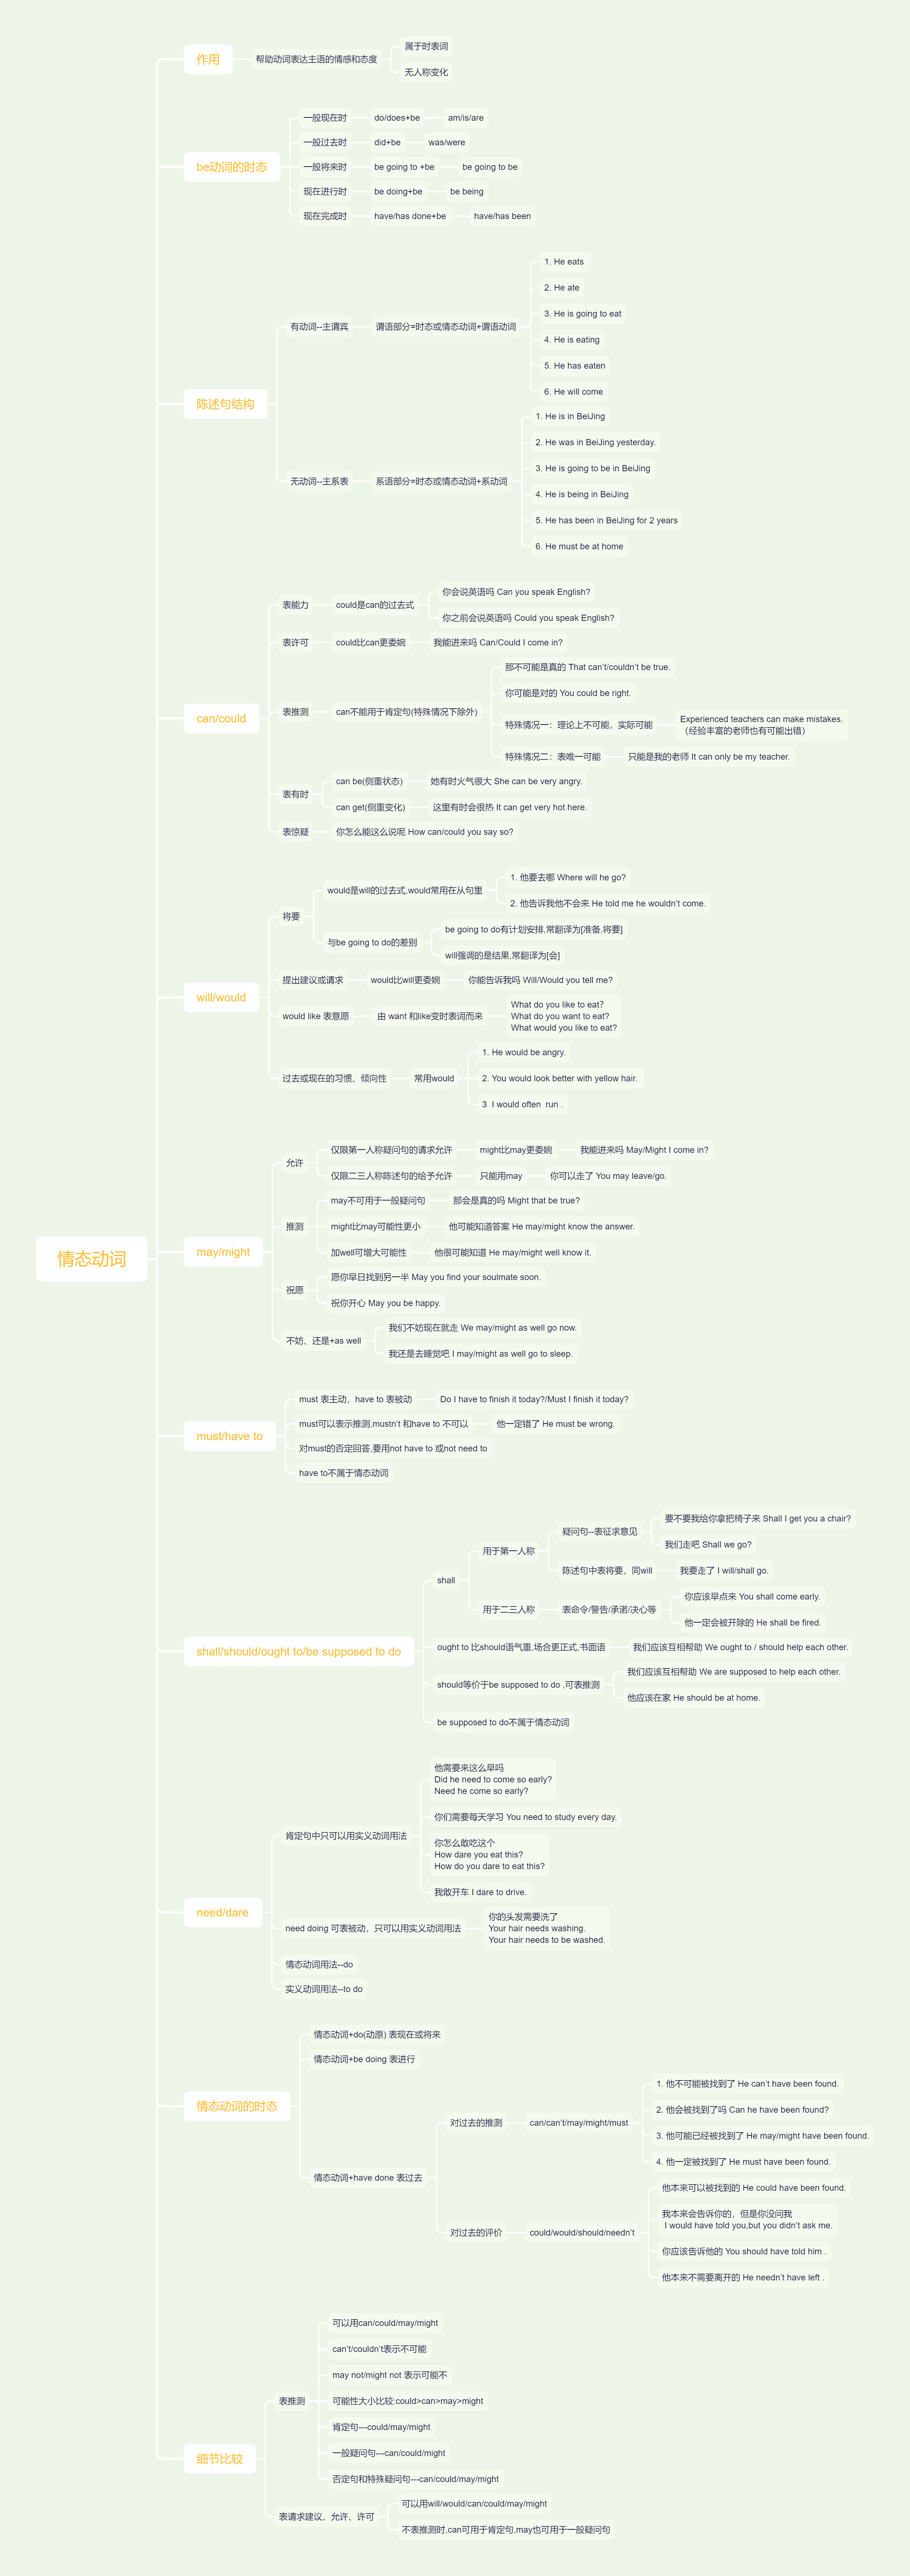 情态动词
作用
帮助动词表达主语的情感和态度
属于时表词
无人称变化
be动词的时态
一般现在时
do/does+be
am/is/are
一般过去时
did+be
was/were
一般将来时
be going to +be
be going to be
现在进行时
be doing+be
be being
现在完成时
have/has done+be
have/has been
陈述句结构
有动词--主谓宾
谓语部分=时态或情态动词+谓语动词
1. He eats
2. He ate
3. He is going to eat
4. He is eating
5. He has eaten
6. He will come
无动词--主系表
系语部分=时态或情态动词+系动词
1. He is in BeiJing
2. He was in BeiJing yesterday.
3. He is going to be in BeiJing
4. He is being in BeiJing
5. He has been in BeiJing for 2 years
6. He must be at home
can/could
表能力
could是can的过去式
你会说英语吗 Can you speak English?
你之前会说英语吗 Could you speak English?
表许可
could比can更委婉
我能进来吗 Can/Could I come in?
表推测
can不能用于肯定句(特殊情况下除外)
那不可能是真的 That can't/couldn't be true.
你可能是对的 You could be right.
特殊情况一：理论上不可能，实际可能
Experienced teachers can make mistakes.
（经验丰富的老师也有可能出错）
特殊情况二：表唯一可能
只能是我的老师 It can only be my teacher.
表有时
can be(侧重状态)
她有时火气很大 She can be very angry.
can get(侧重变化)
这里有时会很热 It can get very hot here.
表惊疑
你怎么能这么说呢 How can/could you say so?
will/would
将要
would是will的过去式,would常用在从句里
1. 他要去哪 Where will he go?
2. 他告诉我他不会来 He told me he wouldn't come.
与be going to do的差别
be going to do有计划安排,常翻译为[准备,将要]
will强调的是结果,常翻译为[会]
提出建议或请求
would比will更委婉
你能告诉我吗 Will/Would you tell me?
would like 表意愿
由 want 和like变时表词而来
What do you like to eat?
What do you want to eat?
What would you like to eat?
过去或现在的习惯、倾向性
常用would
1. He would be angry.
2. You would look better with yellow hair.
3 I would often run .
may/might
允许
仅限第一人称疑问句的请求允许
might比may更委婉
我能进来吗 May/Might I come in?
仅限二三人称陈述句的给予允许
只能用may
你可以走了 You may leave/go.
推测
may不可用于一般疑问句
那会是真的吗 Might that be true?
might比may可能性更小
他可能知道答案 He may/might know the answer.
加well可增大可能性
他很可能知道 He may/might well know it.
祝愿
愿你早日找到另一半 May you find your soulmate soon.
祝你开心 May you be happy.
不妨、还是+as well
我们不妨现在就走 We may/might as well go now.
我还是去睡觉吧 I may/might as well go to sleep.
must/have to
must 表主动，have to 表被动
Do I have to finish it today?/Must I finish it today?
must可以表示推测,mustn't 和have to 不可以
他一定错了 He must be wrong.
对must的否定回答,要用not have to 或not need to
have to不属于情态动词
shall/should/ought to/be supposed to do
shall
用于第一人称
疑问句--表征求意见
要不要我给你拿把椅子来 Shall I get you a chair?
我们走吧 Shall we go?
陈述句中表将要，同will
我要走了 I will/shall go.
用于二三人称
表命令/警告/承诺/决心等
你应该早点来 You shall come early.
他一定会被开除的 He shall be fired.
ought to 比should语气重,场合更正式,书面语
我们应该互相帮助 We ought to / should help each other.
should等价于be supposed to do ,可表推测
我们应该互相帮助 We are supposed to help each other.
他应该在家 He should be at home.
be supposed to do不属于情态动词
need/dare
肯定句中只可以用实义动词用法
他需要来这么早吗
Did he need to come so early?
Need he come so early?
你们需要每天学习 You need to study every day.
你怎么敢吃这个
How dare you eat this?
How do you dare to eat this?
我敢开车 I dare to drive.
need doing 可表被动，只可以用实义动词用法
你的头发需要洗了
Your hair needs washing.
Your hair needs to be washed.
情态动词用法--do
实义动词用法--to do
情态动词的时态
情态动词+do(动原) 表现在或将来
情态动词+be doing 表进行
情态动词+have done 表过去
对过去的推测
can/can't/may/might/must
1. 他不可能被找到了 He can't have been found.
2. 他会被找到了吗 Can he have been found?
3. 他可能已经被找到了 He may/might have been found.
4. 他一定被找到了 He must have been found.
对过去的评价
could/would/should/needn't
他本来可以被找到的 He could have been found.
我本来会告诉你的，但是你没问我
I would have told you,but you didn't ask me.
你应该告诉他的 You should have told him .
他本来不需要离开的 He needn't have left .
细节比较
表推测
可以用can/could/may/might
can't/couldn't表示不可能
may not/might not 表示可能不
可能性大小比较:could>can>may>might
肯定句---could/may/might
一般疑问句---can/could/might
否定句和特殊疑问句---can/could/may/might
表请求建议、允许、许可
可以用will/would/can/could/may/might
不表推测时,can可用于肯定句,may也可用于一般疑问句